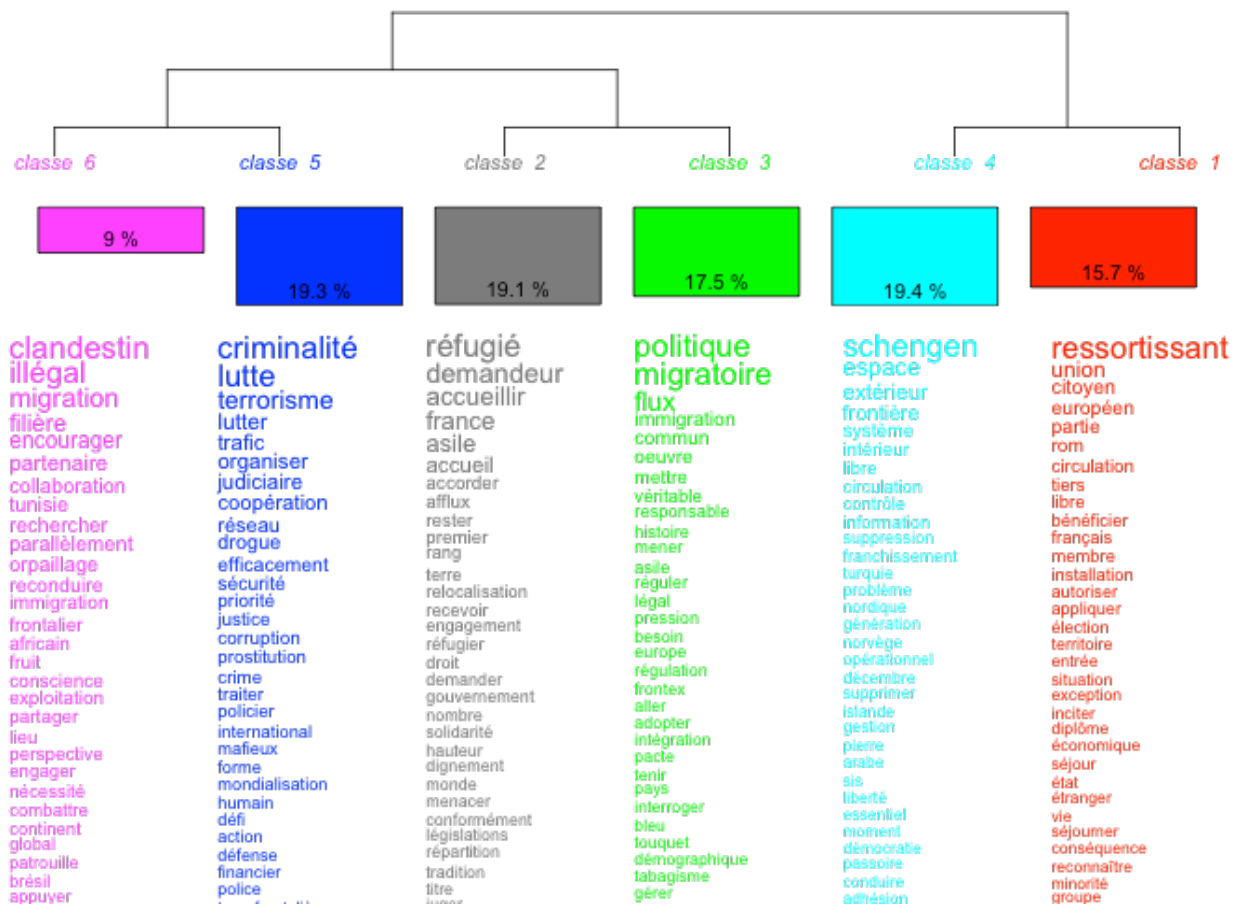 classe 6
classe 5
classe 2
classe 3
classe 4
classe 1
9 %
19.3 %
19.1 %
17.5 %
19.4 %
15.7 %
clandestin
illégal
migration
filière
encourager
partenaire
collaboration
tunisie
rechercher
parallèlement
orpaillage
reconduire
immigration
frontalier
africain
fruit
conscience
exploitation
partager
lieu
perspective
engager
nécessité
combattre
continent
global
patrouille
brésil
appuyer
criminalité
lutte
terrorisme
lutter
trafic
organiser
judiciaire
coopération
réseau
drogue
efficacement
sécurité
priorité
justice
corruption
prostitution
crime
traiter
policier
international
mafieux
forme
mondialisation
humain
défi
action
défense
financier
police
réfugié
demandeur
accueillir
france
asile
accueil
accorder
afflux
rester
premier
rang
terre
relocalisation
recevoir
engagement
réfugier
droit
demander
gouvernement
nombre
solidarité
hauteur
dignement
monde
menacer
conformément
législations
répartition
tradition
titre
juger
politique
migratoire
flux
immigration
commun
oeuvre
mettre
véritable
responsable
histoire
mener
asile
réguler
légal
pression
besoin
europe
régulation
frontex
aller
adopter
intégration
pacte
tenir
pays
interroger
bleu
touquet
démographique
tabagisme
gérer
schengen
espace
extérieur
frontière
système
intérieur
libre
circulation
contrôle
information
suppression
franchissement
turquie
problème
nordique
génération
norvège
opérationnel
décembre
supprimer
islande
gestion
pierre
arabe
sis
liberté
essentiel
moment
démocratie
passoire
conduire
adhésion
ressortissant
union
citoyen
européen
partie
rom
circulation
tiers
libre
bénéficier
français
membre
installation
autoriser
appliquer
élection
territoire
entrée
situation
exception
inciter
diplôme
économique
séjour
état
étranger
vie
séjourner
conséquence
reconnaître
minorité
groupe